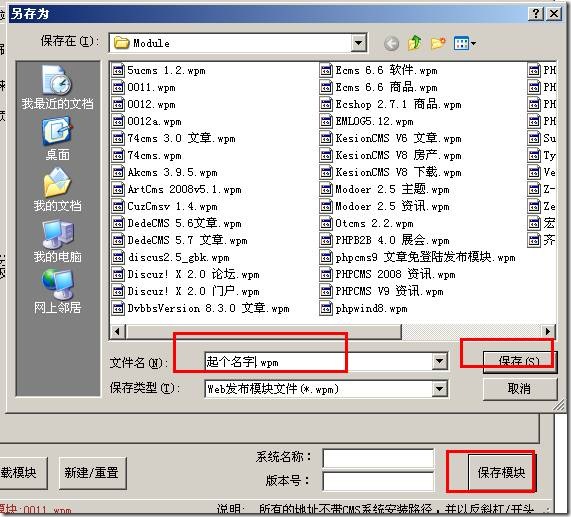 另存为
保存在(I):
Module
我最近的文档
桌面
我的文档
我的电脑
网上邻居
5ucms 1.2.wpm
0011.wpm
0012.wpm
0012a.wpm
74cms 3.0 文章.wpm
74cms.wpm
Akcms 3.9.5.wpm
ArtCms 2008v5.1.wpm
CuzCmsv 1.4.wpm
DedeCMS 5.6文章.wpm
DedeCMS 5.7 文章.wpm
discus2.5_gbk.wpm
Discuz! X 2.0 论坛.wpm
Discuz! X 2.0 门户.wpm
DvbbsVersion 8.3.0 文章.wpm
Ecms 6.6 软件.wpm
Ecms 6.6 商品.wpm
Ecshop 2.7.1 商品.wpm
EMLOG5.12.wpm
KesionCMS V6 文章.wpm
KesionCMS V8 房产.wpm
KesionCMS V8 下载.wpm
Modoer 2.5 主题.wpm
Modoer 2.5 资讯.wpm
Otcms 2.2.wpm
PHPB2B 4.0 展会.wpm
phpcms9 文章免登陆发布模块.wpm
PHPCMS 2008 资讯.wpm
PHPCMS V9 资讯.wpm
phpwind8.wpm
PH
PH
PH
PH
Su
Ty
Ve
Z-
Z-
Ze
宏
齐
文件名(N):
起个名字.wpm
保存(S)
保存类型(T):
Web发布模块文件(*.wpm)
取消
载模块
新建/重置
系统名称:
版本号:
保存模块
模块:0011.wpm
说明: 所有的地址不带CMS系统安装路径,并以反斜杠/开头